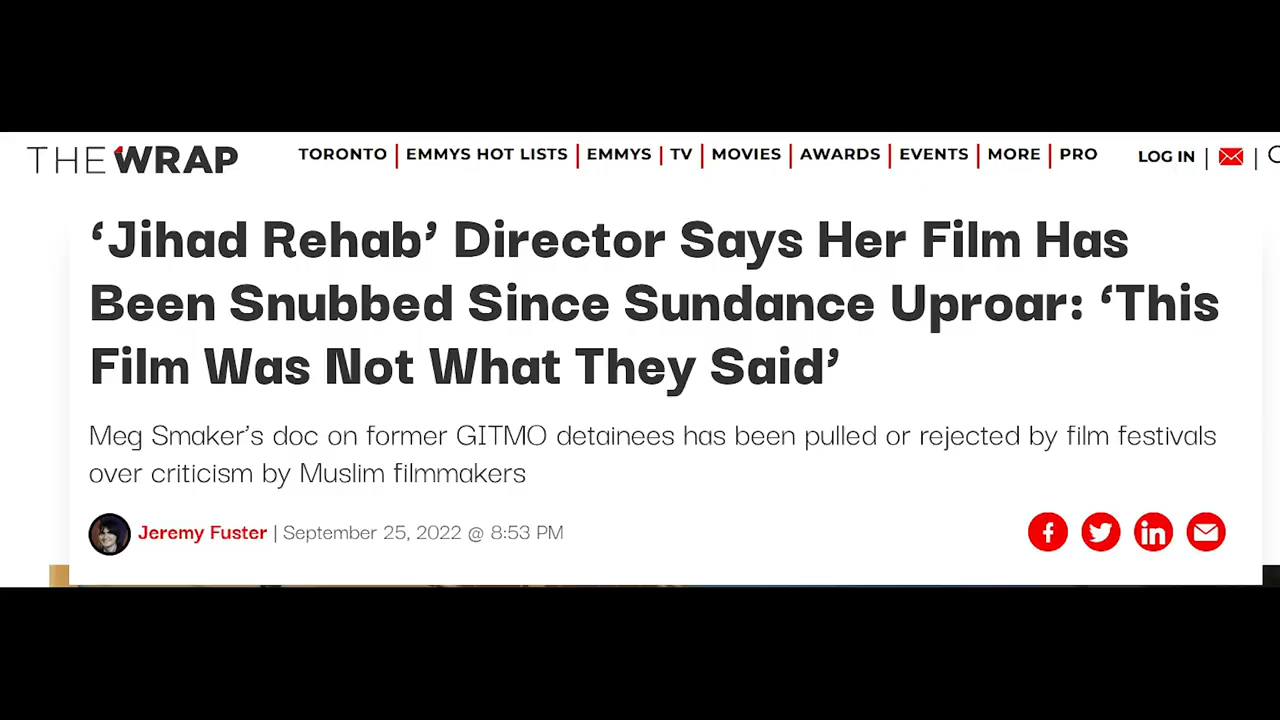 THE WRAP
TORONTO | EMMYS HOT LISTS | EMMYS | TV | MOVIES | AWARDS | EVENTS | MORE | PRO
LOG IN
‘Jihad Rehab’ Director Says Her Film Has
Been Snubbed Since Sundance Uproar: ‘This
Film Was Not What They Said’
Meg Smaker’s doc on former GITMO detainees has been pulled or rejected by film festivals
over criticism by Muslim filmmakers
Jeremy Fuster | September 25, 2022 @ 8:53 PM